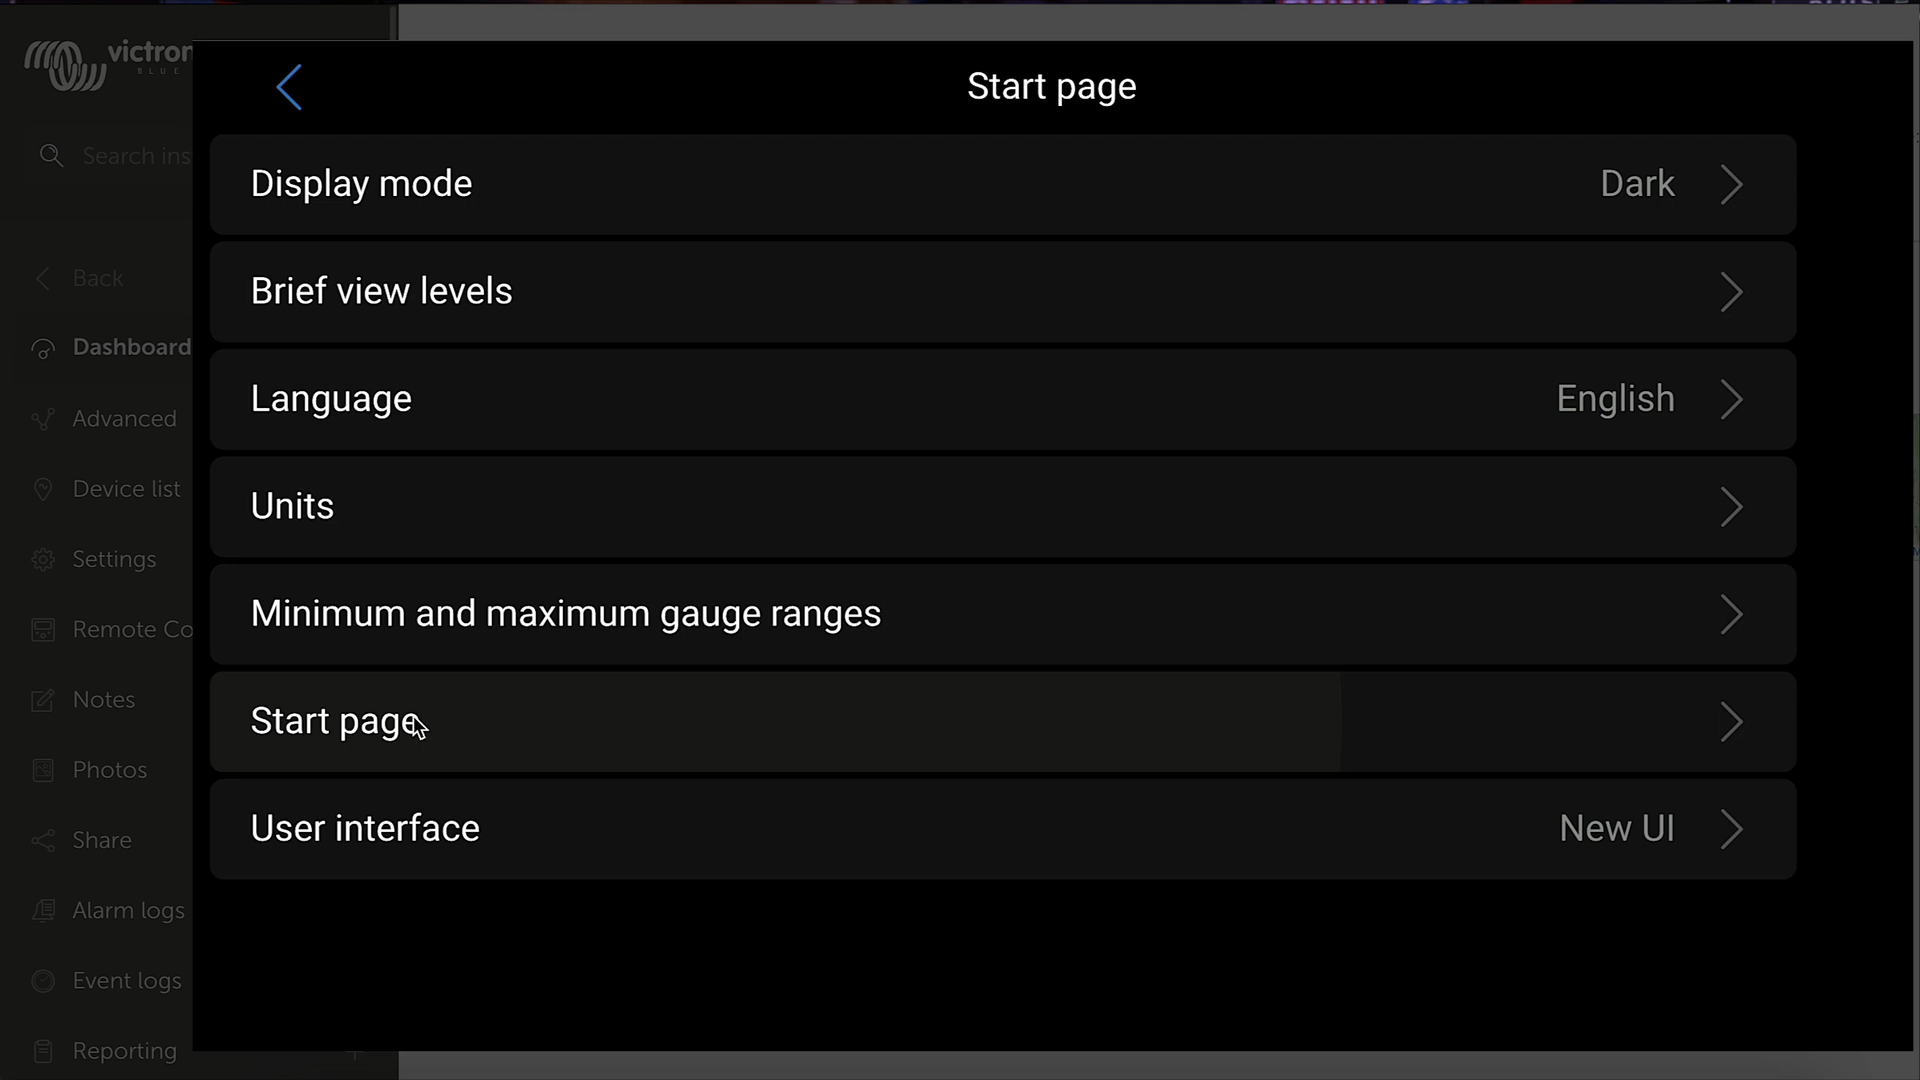 victron
BLUE
Search ins
Back
Dashboard
Advanced
Device list
Settings
Remote Co
Notes
Photos
Share
Alarm logs
Event logs
Reporting
Start page
Display mode
Dark
Brief view levels
Language
English
Units
Minimum and maximum gauge ranges
Start page
User interface
New UI